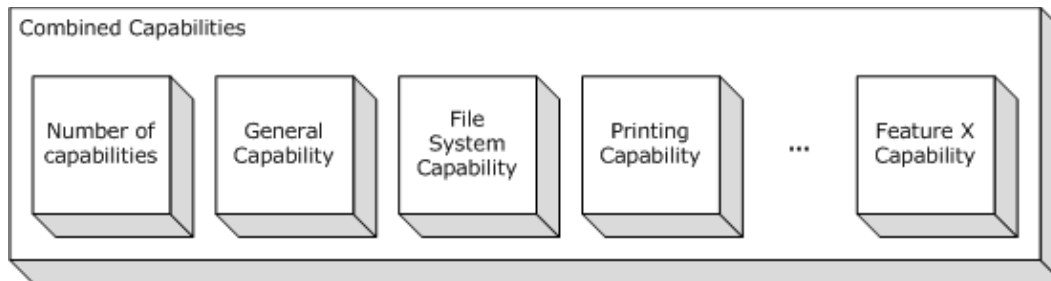 Combined Capabilities
Number of
capabilities
General
Capability
File
System
Capability
Printing
Capability
...
Feature X
Capability